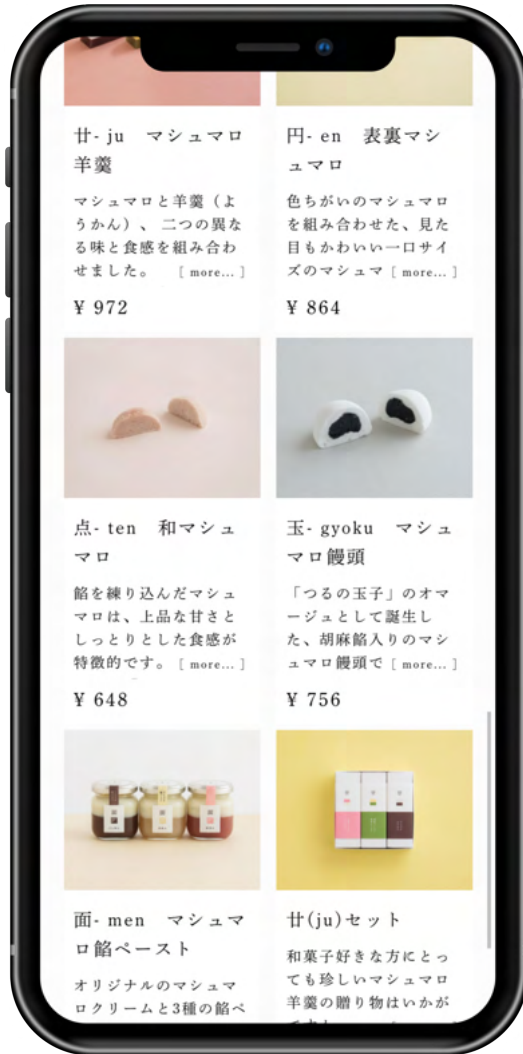 廿- ju　マシュマロ
羊羹
マシュマロと羊羹（よ
うかん）、二つの異な
る味と食感を組み合わ
せました。　[ more... ]
¥ 972
円- en　表裏マシ
ュマロ
色ちがいのマシュマロ
を組み合わせた、見た
目もかわいい一口サイ
ズのマシュマ [ more... ]
¥ 864
点- ten　和マシュ
マロ
餡を練り込んだマシュ
マロは、上品な甘さと
しっとりとした食感が
特徴的です。 [ more... ]
¥ 648
玉- gyoku　マシュ
マロ饅頭
「つるの玉子」のオマ
ージュとして誕生し
た、胡麻餡入りのマシ
ュマロ饅頭で [ more... ]
¥ 756
面- men　マシュマ
ロ餡ペースト
オリジナルのマシュマ
ロクリームと3種の餡ペ
廿(ju)セット
和菓子好きな方にとっ
ても珍しいマシュマロ
羊羹の贈り物はいかが